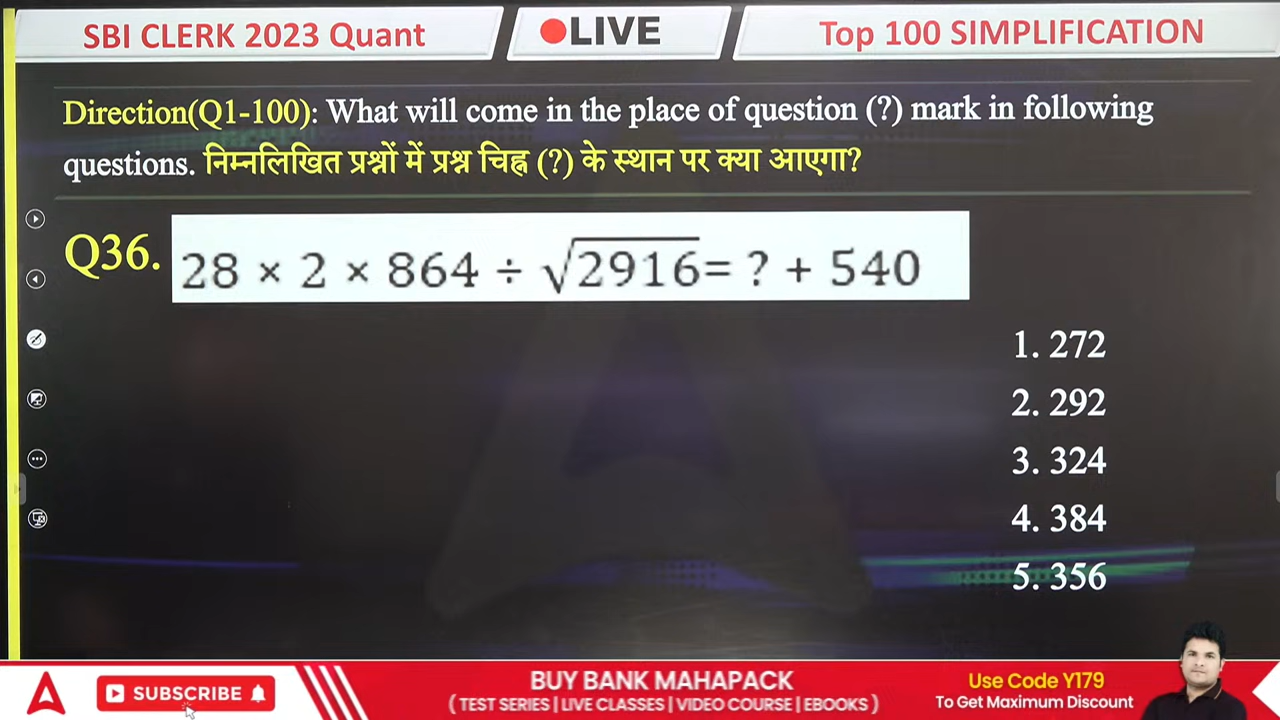 SBI CLERK 2023 Quant
LIVE
Top 100 SIMPLIFICATION
Direction(Q1-100): What will come in the place of question (?) mark in following
questions. निम्नलिखित प्रश्नों में प्रश्न चिह्न (?) के स्थान पर क्या आएगा?
Q36. 28 × 2 × 864 ÷ √2916= ? + 540
1. 272
2. 292
3. 324
4. 384
5. 356
SUBSCRIBE
BUY BANK MAHAPACK
( TEST SERIES | LIVE CLASSES | VIDEO COURSE | EBOOKS )
Use Code Y179
To Get Maximum Discount